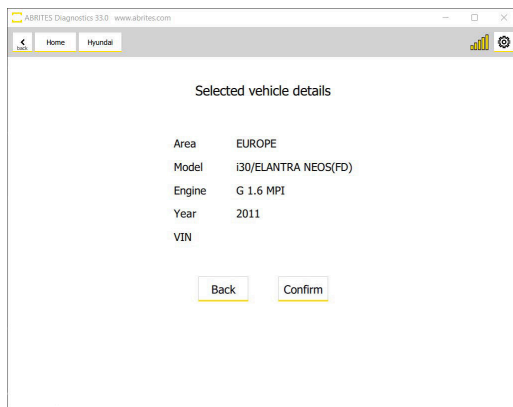 ABRITES Diagnostics 33.0 www.abrites.com
back Home Hyundai
Selected vehicle details
Area EUROPE
Model i30/ELANTRA NEOS(FD)
Engine G 1.6 MPI
Year 2011
VIN
Back Confirm